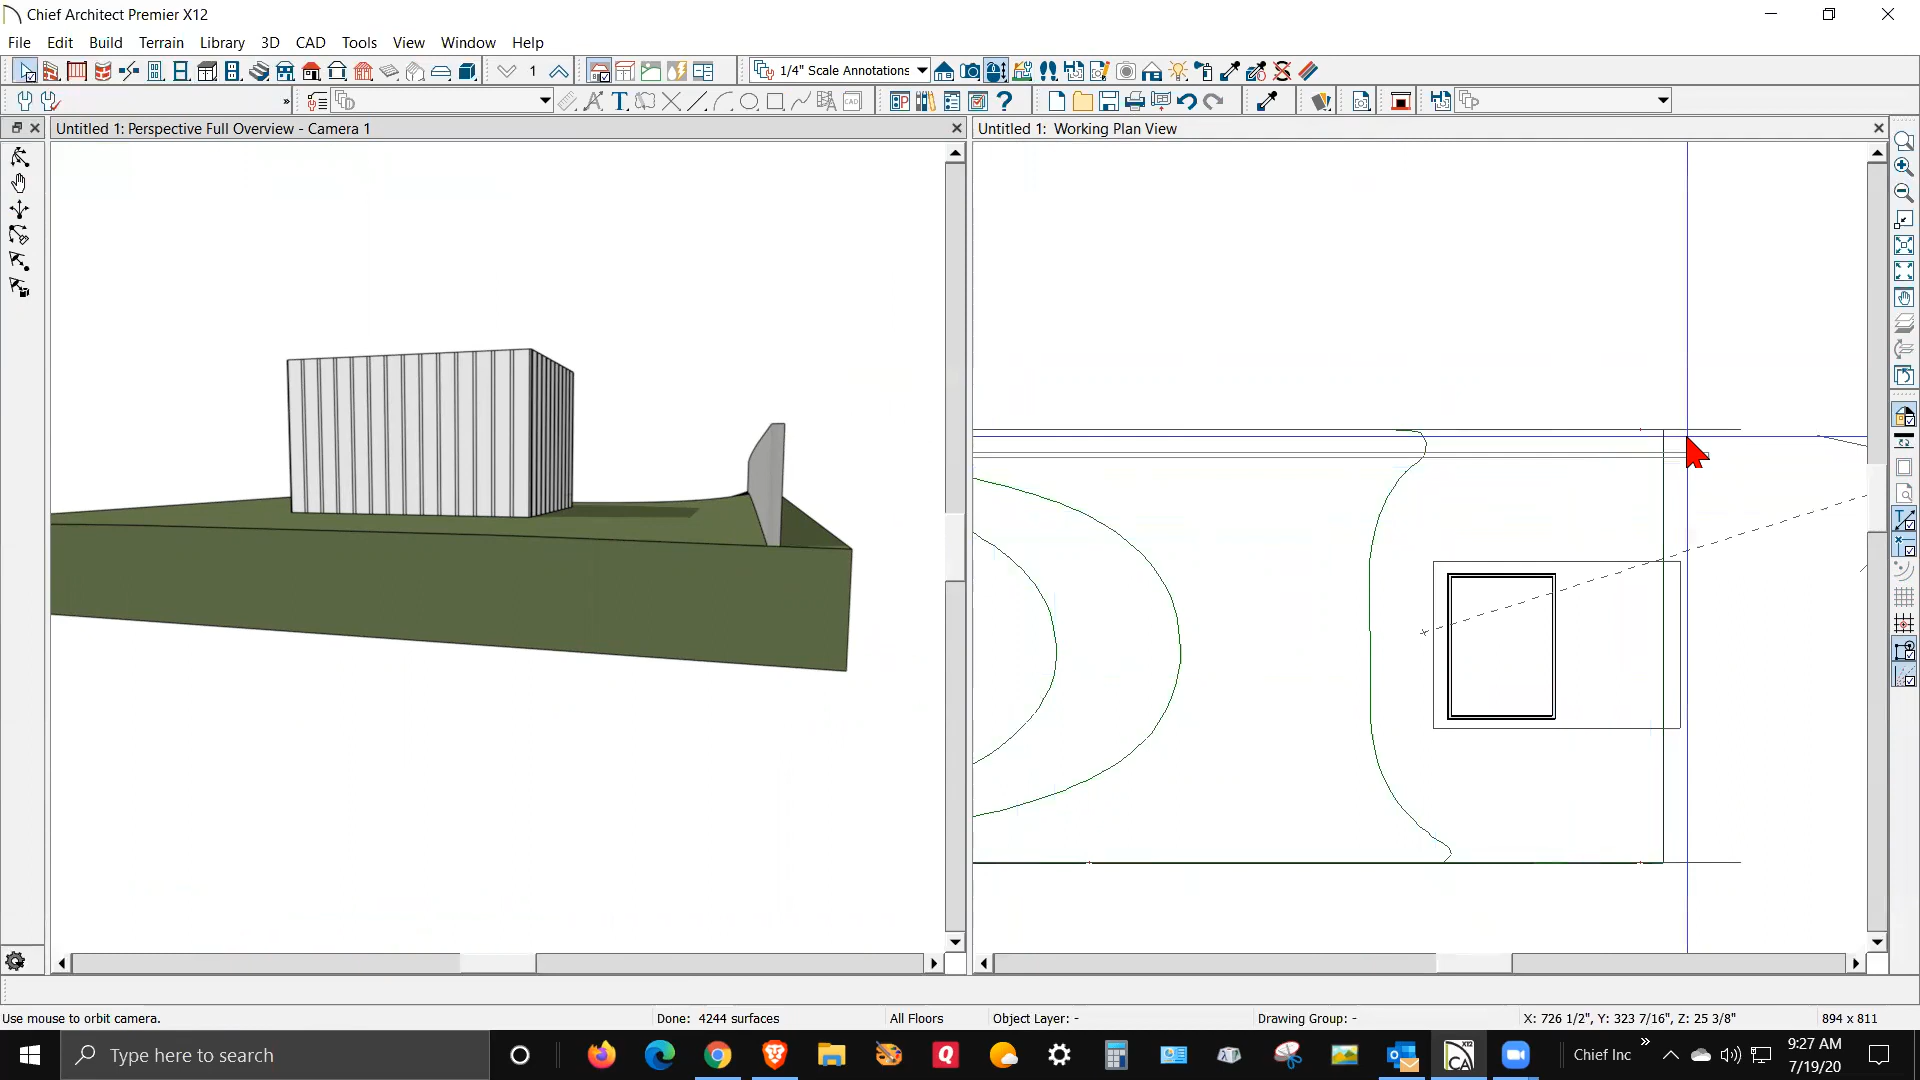 Chief Architect Premier X12
File Edit Build Terrain Library 3D CAD Tools View Window Help
1 1/4" Scale Annotations
T CAD ?
Untitled 1: Perspective Full Overview - Camera 1
Untitled 1: Working Plan View
Use mouse to orbit camera. Done: 4244 surfaces All Floors Object Layer: - Drawing Group: - X: 726 1/2", Y: 323 7/16", Z: 25 3/8" 894 x 811
Type here to search
Chief Inc
9:27 AM
7/19/20